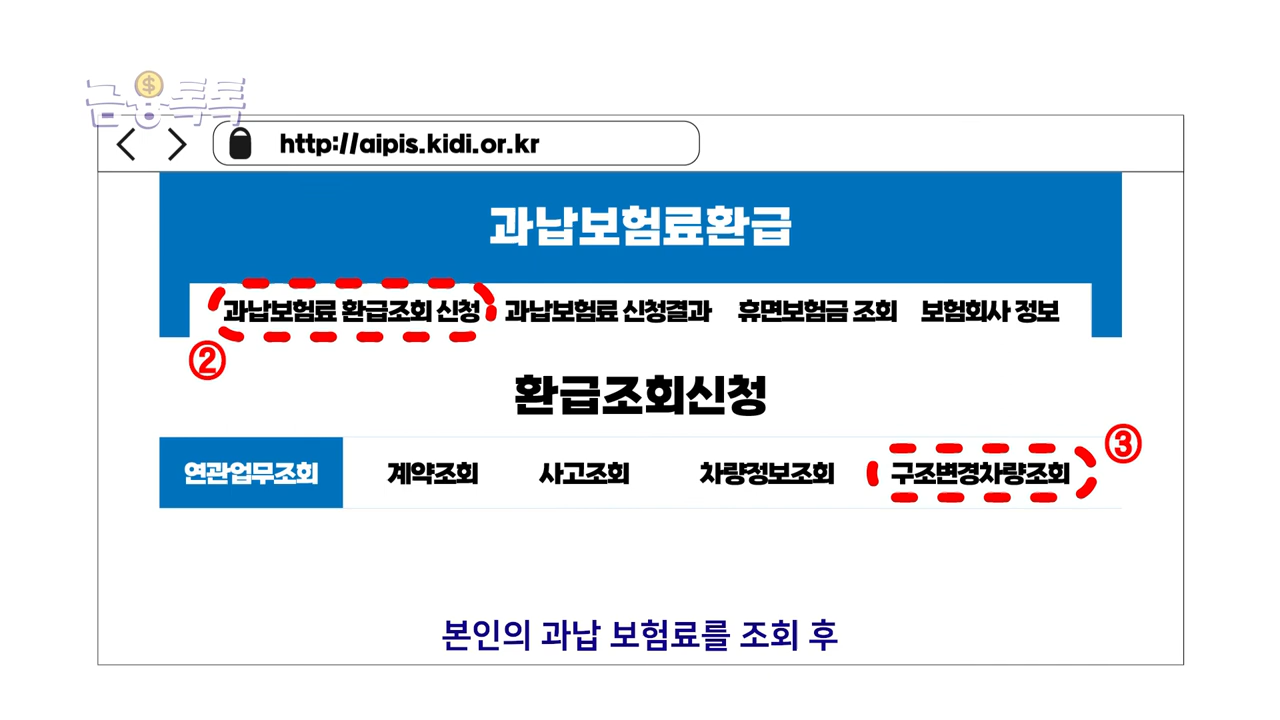 금융톡톡
http://aipis.kidi.or.kr
과납보험료환급
과납보험료 환급조회 신청 과납보험료 신청결과 휴면보험금 조회 보험회사 정보
②
환급조회신청
③
연관업무조회 계약조회 사고조회 차량정보조회 구조변경차량조회
본인의 과납 보험료를 조회 후